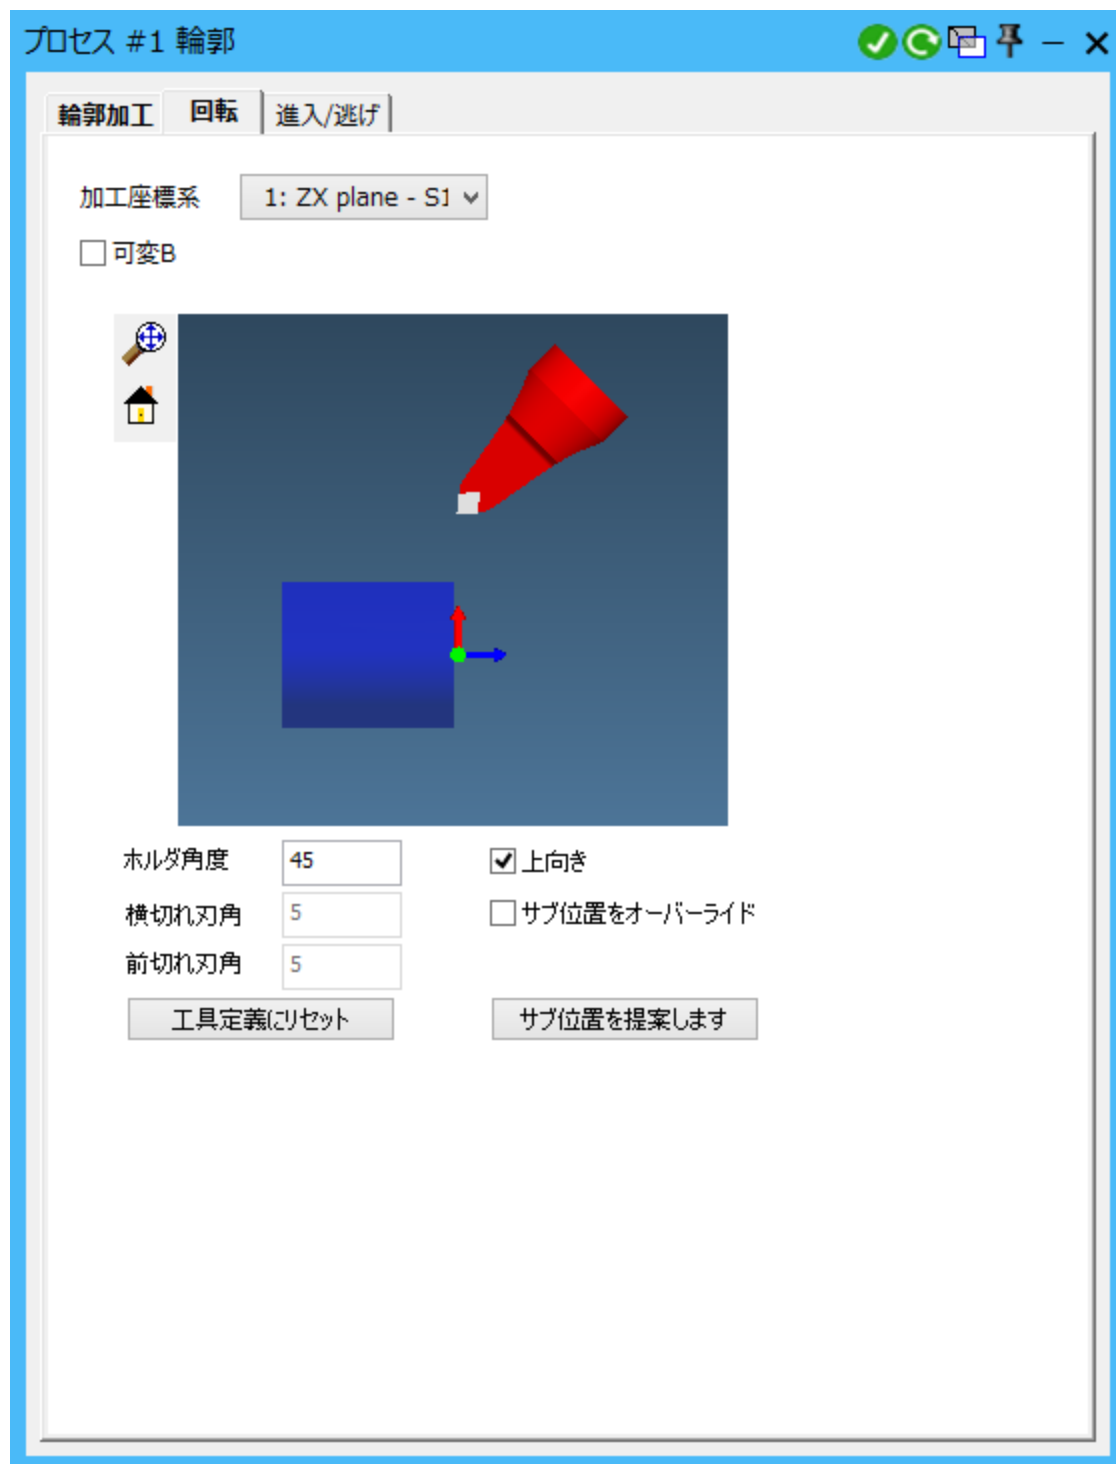 プロセス #1 輪郭
輪郭加工 回転 進入/逃げ
加工座標系 1: ZX plane - S1
可変B
ホルダ角度 45 上向き
横切れ刃角 5 サブ位置をオーバーライド
前切れ刃角 5
工具定義にリセット サブ位置を提案します